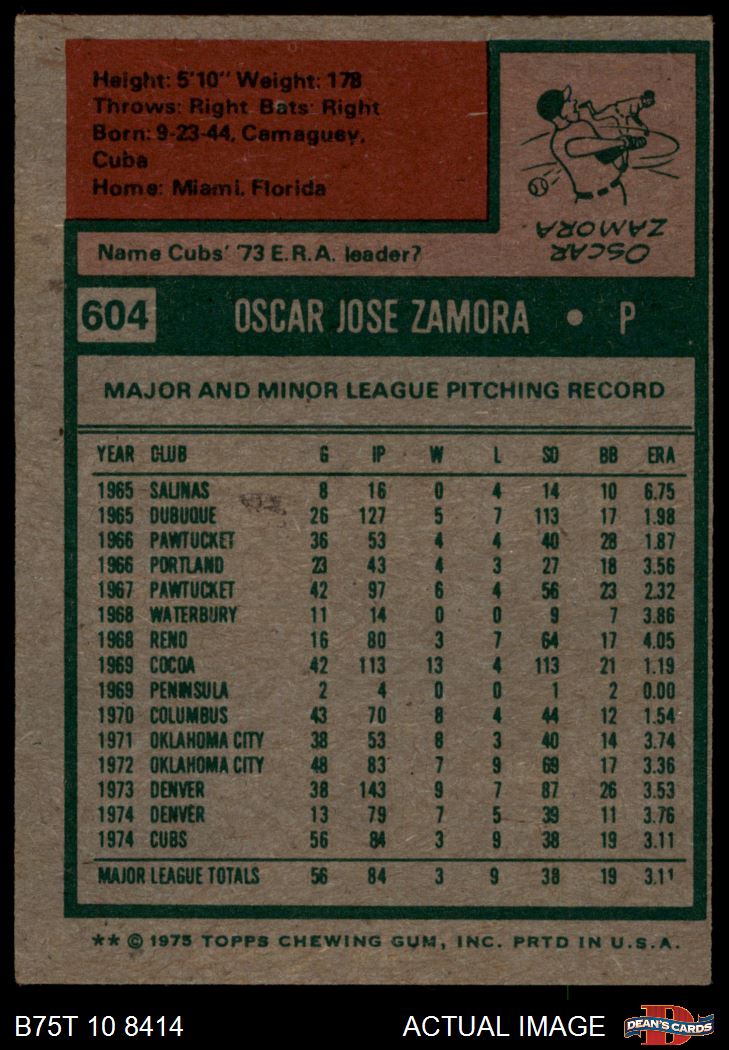 Height: 5'10" Weight: 178
Throws: Right Bats: Right
Born: 9-23-44, Camaguey,
Cuba
Home: Miami, Florida
OSCAR
ZAMORA
Name Cubs' '73 E.R.A. leader?
604 OSCAR JOSE ZAMORA • P
MAJOR AND MINOR LEAGUE PITCHING RECORD
YEAR CLUB G IP W L SO BB ERA
1965 SALINAS 8 16 0 4 14 10 6.75
1965 DUBUQUE 26 127 5 7 113 17 1.98
1966 PAWTUCKET 36 53 4 4 40 28 1.87
1966 PORTLAND 23 43 4 3 27 18 3.56
1967 PAWTUCKET 42 97 6 4 56 23 2.32
1968 WATERBURY 11 14 0 0 9 7 3.86
1968 RENO 16 80 3 7 64 17 4.05
1969 COCOA 42 113 13 4 113 21 1.19
1969 PENINSULA 2 4 0 0 1 2 0.00
1970 COLUMBUS 43 70 8 4 44 12 1.54
1971 OKLAHOMA CITY 38 53 8 3 40 14 3.74
1972 OKLAHOMA CITY 48 83 7 9 69 17 3.36
1973 DENVER 38 143 9 7 87 26 3.53
1974 DENVER 13 79 7 5 39 11 3.76
1974 CUBS 56 84 3 9 38 19 3.11
MAJOR LEAGUE TOTALS 56 84 3 9 38 19 3.11
** © 1975 TOPPS CHEWING GUM, INC. PRTD IN U.S.A.
B75T 10 8414 ACTUAL IMAGE
D
DEAN'S CARDS